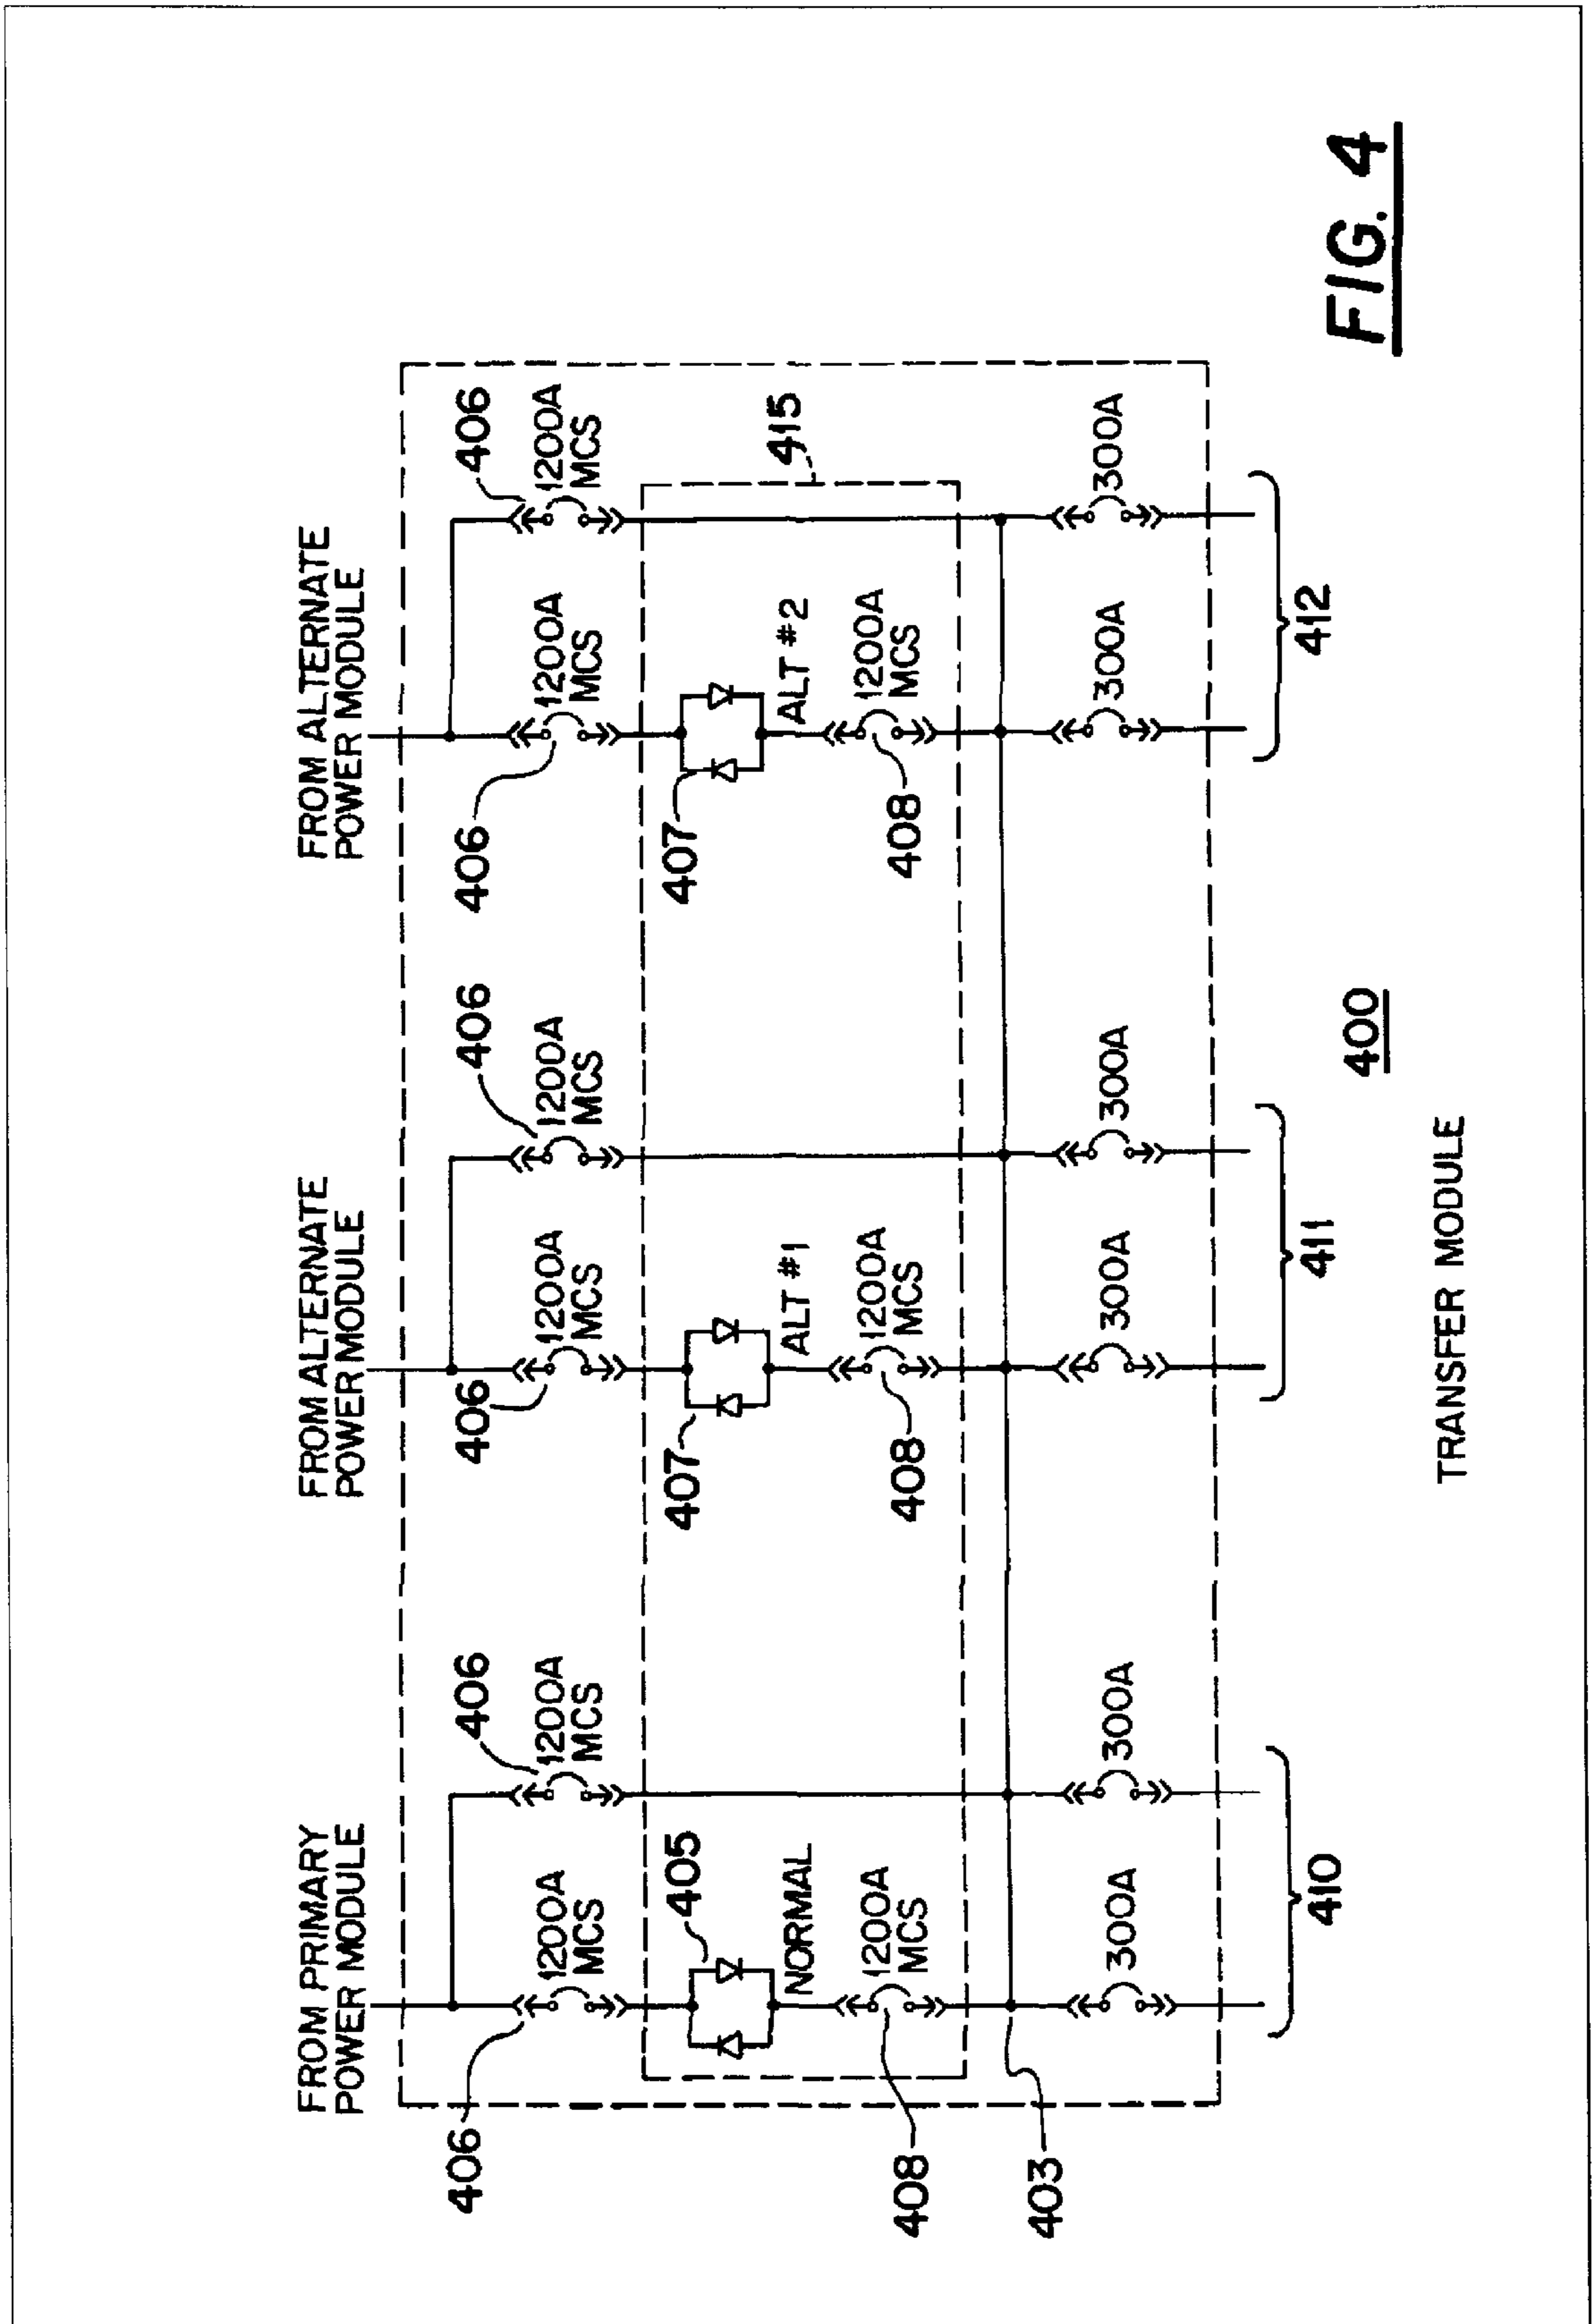 FROM PRIMARY
POWER MODULE
FROM ALTERNATE
POWER MODULE
FROM ALTERNATE
POWER MODULE
406
1200A
MCS
406
1200A
MCS
406
1200A
MCS
406
1200A
MCS
406
1200A
MCS
406
1200A
MCS
405
407
407
415
NORMAL
ALT #1
ALT #2
408
1200A
MCS
408
1200A
MCS
408
1200A
MCS
403
300A
300A
300A
300A
300A
300A
410
411
412
400
TRANSFER MODULE
FIG. 4